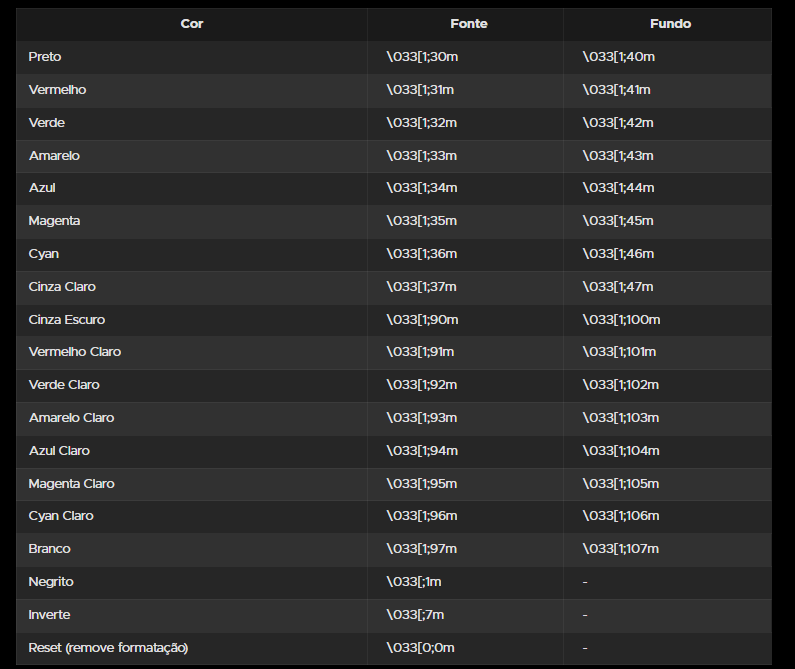 Cor Fonte Fundo
Preto \033[1;30m \033[1;40m
Vermelho \033[1;31m \033[1;41m
Verde \033[1;32m \033[1;42m
Amarelo \033[1;33m \033[1;43m
Azul \033[1;34m \033[1;44m
Magenta \033[1;35m \033[1;45m
Cyan \033[1;36m \033[1;46m
Cinza Claro \033[1;37m \033[1;47m
Cinza Escuro \033[1;90m \033[1;100m
Vermelho Claro \033[1;91m \033[1;101m
Verde Claro \033[1;92m \033[1;102m
Amarelo Claro \033[1;93m \033[1;103m
Azul Claro \033[1;94m \033[1;104m
Magenta Claro \033[1;95m \033[1;105m
Cyan Claro \033[1;96m \033[1;106m
Branco \033[1;97m \033[1;107m
Negrito \033[;1m -
Inverte \033[;7m -
Reset (remove formatação) \033[0;0m -